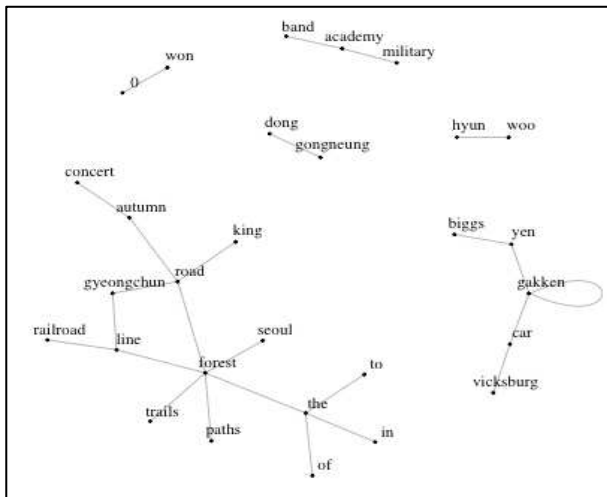 band
academy
won
military
0
dong
hyun woo
gongneung
concert
autumn
biggs
king
yen
road
gyeongchun
gakken
railroad
line
seoul
car
forest
to
vicksburg
the
trails
paths
in
of